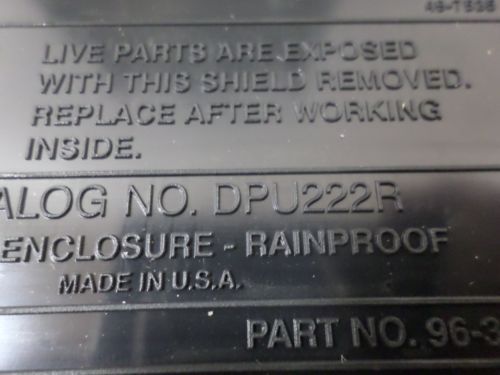 LIVE PARTS ARE EXPOSED
WITH THIS SHIELD REMOVED.
REPLACE AFTER WORKING
INSIDE.
ALOG NO. DPU222R
ENCLOSURE - RAINPROOF
MADE IN U.S.A.
PART NO. 96-3